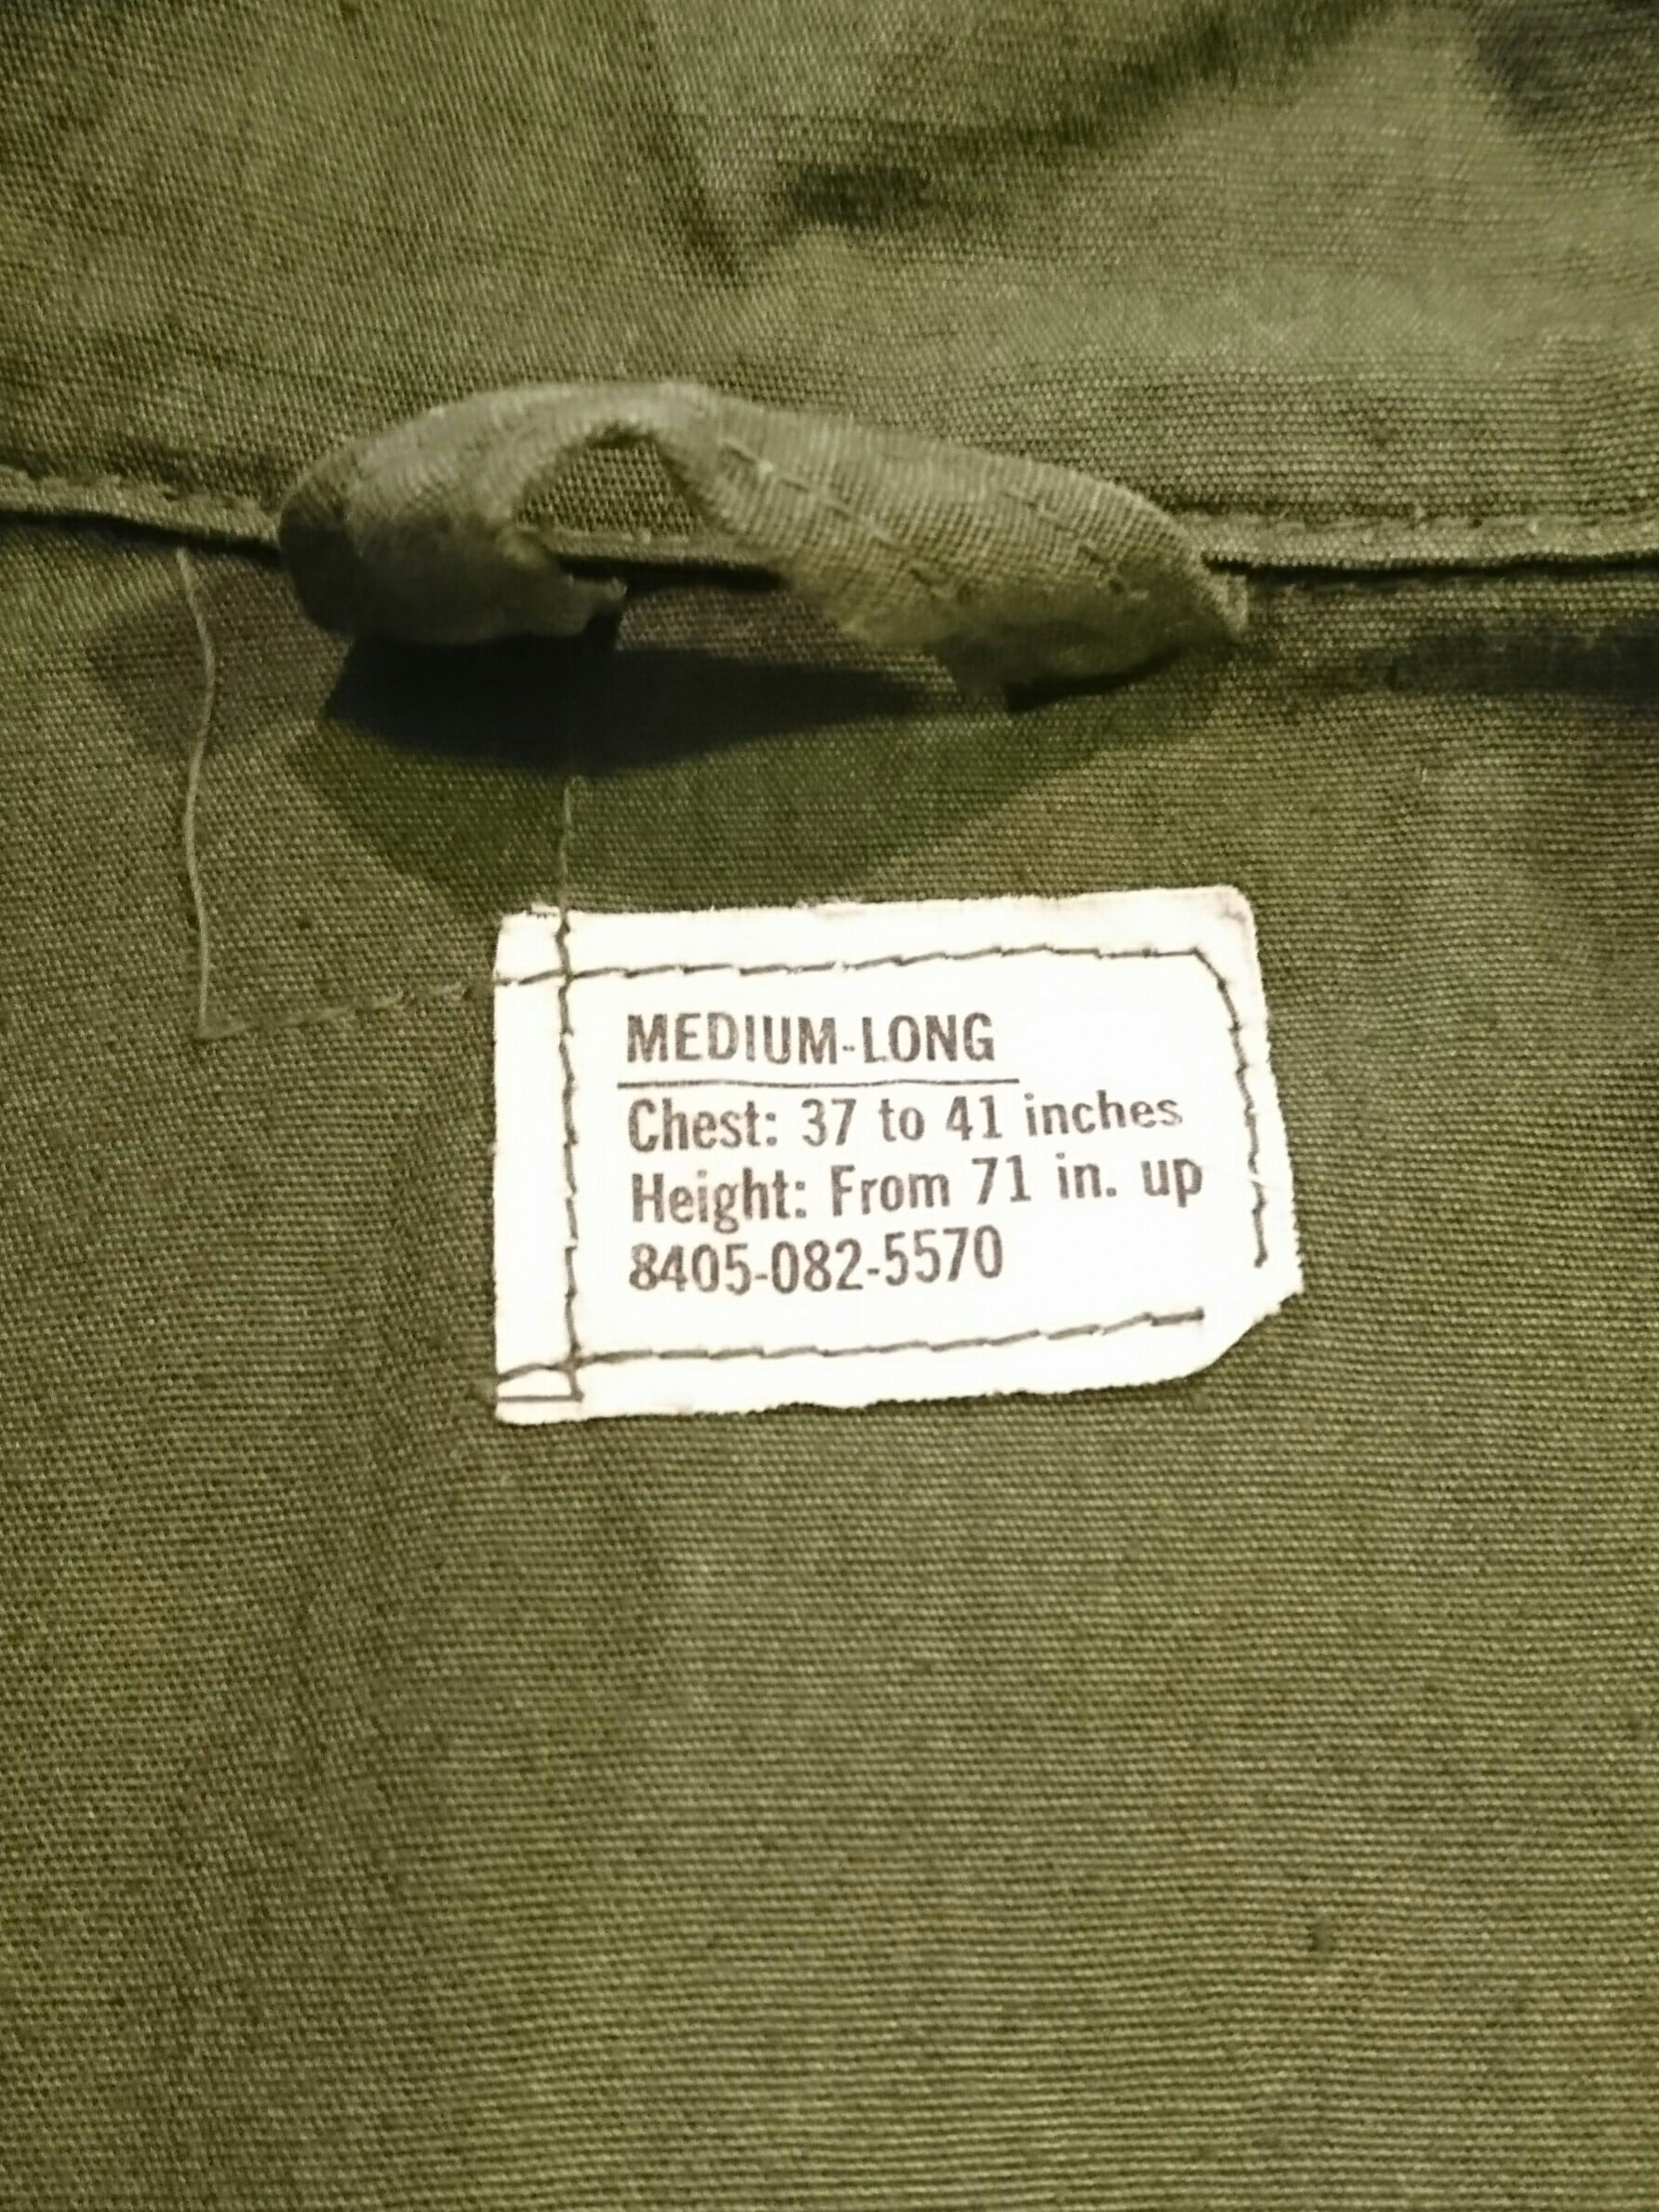 MEDIUM-LONG
Chest: 37 to 41 inches
Height: From 71 in. up
8405-082-5570